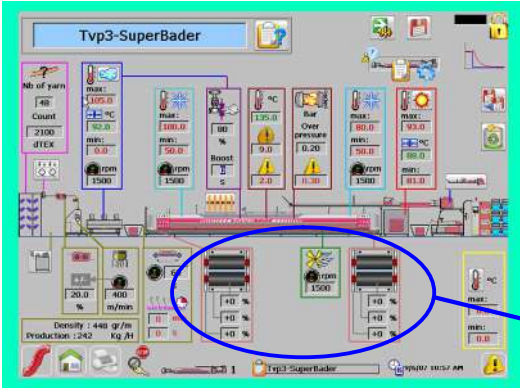 Tvp3-SuperBader
Nb of yarn
48
Count
2100
dTEX
max:
105.0
°C
92.0
min:
0.0
rpm
1500
max:
100.0
min:
50.0
rpm
1500
80
%
Boost
s
°C
135.0
9.0
2.0
Bar
Over
pressure
0.20
0.30
max:
80.0
min:
50.0
rpm
1500
max:
93.0
°C
88.0
min:
81.0
20.0
%
400
m/min
+0 %
+0 %
+0 %
rpm
1500
+0 %
+0 %
+0 %
°C
max:
0.0
min:
0.0
Density : 448 gr/m
Production : 242 Kg /H
STOP
1
Tvp3-SuperBader
10:57 AM